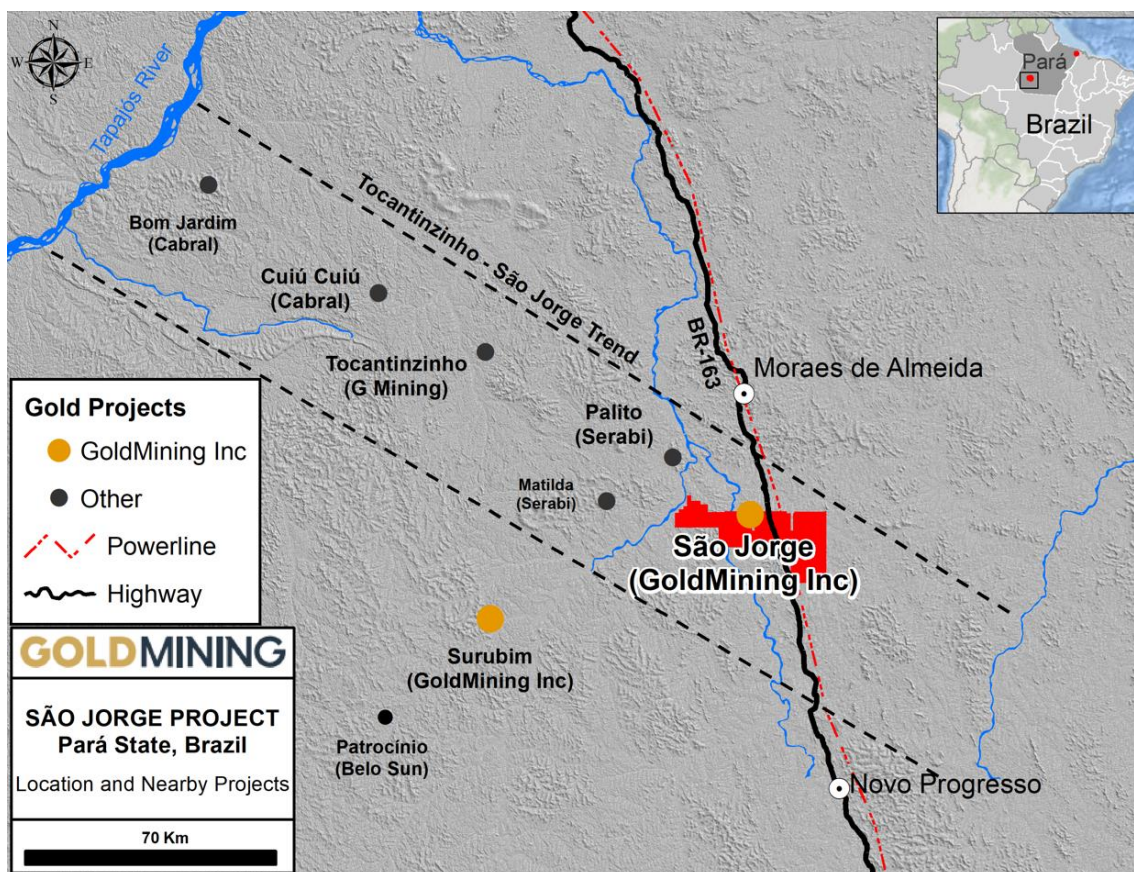 N
W
E
S
Tapajós River
Pará
Brazil
Bom Jardim
(Cabral)
Tocantinzinho - São Jorge Trend
Cuiú Cuiú
(Cabral)
BR-163
Tocantinzinho
(G Mining)
Moraes de Almeida
Palito
(Serabi)
Matilda
(Serabi)
São Jorge
(GoldMining Inc)
Surubim
(GoldMining Inc)
Patrocínio
(Belo Sun)
Novo Progresso
Gold Projects
GoldMining Inc
Other
Powerline
Highway
GOLDMINING
SÃO JORGE PROJECT
Pará State, Brazil
Location and Nearby Projects
70 Km